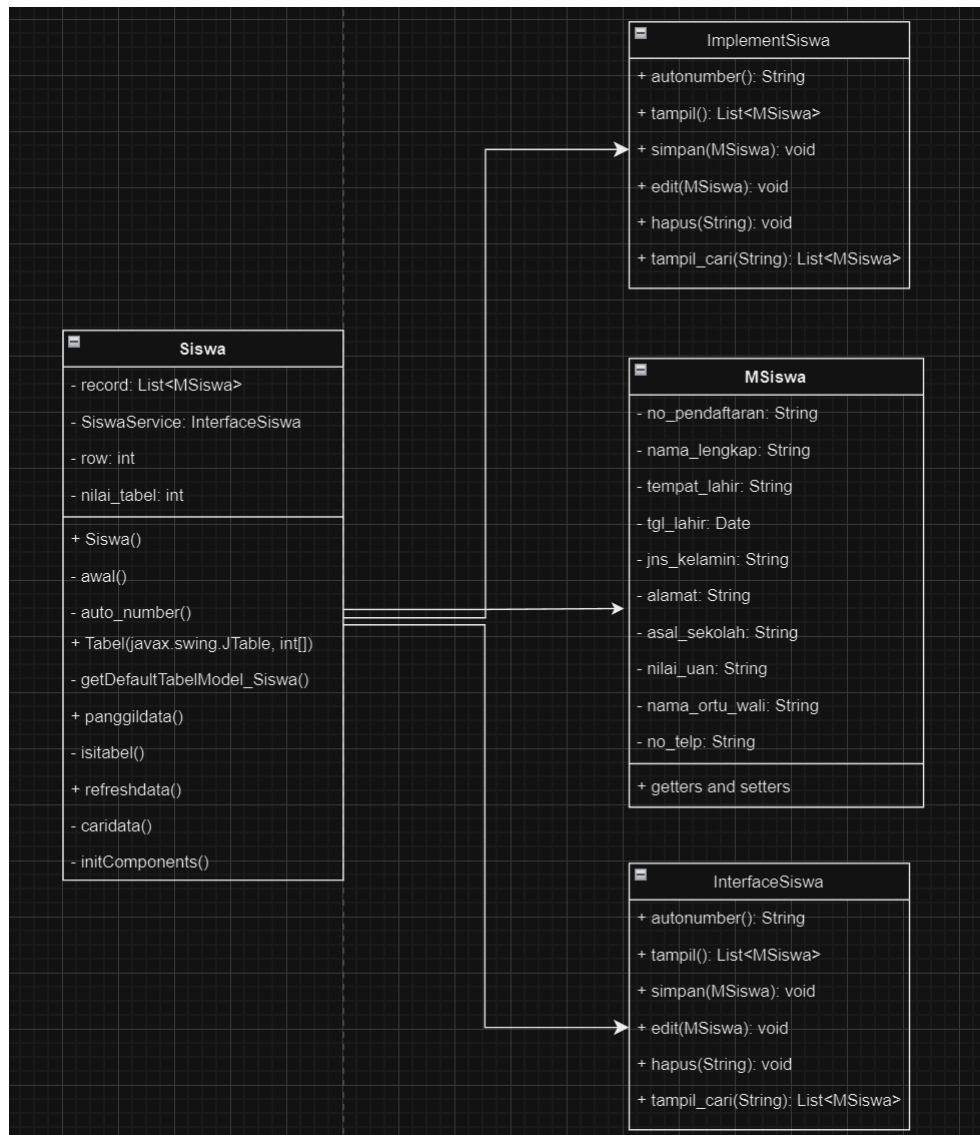 ImplementSiswa
+ autonumber(): String
+ tampil(): List<MSiswa>
+ simpan(MSiswa): void
+ edit(MSiswa): void
+ hapus(String): void
+ tampil_cari(String): List<MSiswa>
Siswa
- record: List<MSiswa>
- SiswaService: InterfaceSiswa
- row: int
- nilai_tabel: int
+ Siswa()
- awal()
- auto_number()
+ Tabel(javax.swing.JTable, int[])
- getDefaultTabelModel_Siswa()
+ panggildata()
- isitabel()
+ refreshdata()
- caridata()
- initComponents()
MSiswa
- no_pendaftaran: String
- nama_lengkap: String
- tempat_lahir: String
- tgl_lahir: Date
- jns_kelamin: String
- alamat: String
- asal_sekolah: String
- nilai_uan: String
- nama_ortu_wali: String
- no_telp: String
+ getters and setters
InterfaceSiswa
+ autonumber(): String
+ tampil(): List<MSiswa>
+ simpan(MSiswa): void
+ edit(MSiswa): void
+ hapus(String): void
+ tampil_cari(String): List<MSiswa>